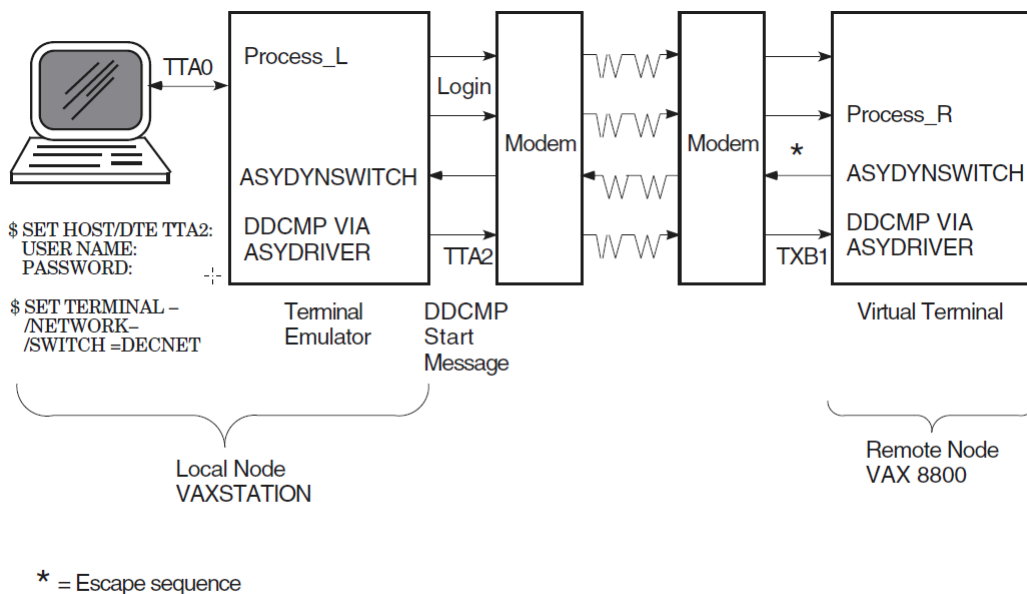 TTA0
Process_L
Login
ASYDYNSWITCH
DDCMP VIA
ASYDRIVER
TTA2
Modem
Modem
*
TXB1
Process_R
ASYDYNSWITCH
DDCMP VIA
ASYDRIVER
$ SET HOST/DTE TTA2:
USER NAME:
PASSWORD:
$ SET TERMINAL –
/NETWORK–
/SWITCH =DECNET
Terminal
Emulator
DDCMP
Start
Message
Virtual Terminal
Local Node
VAXSTATION
Remote Node
VAX 8800
* = Escape sequence